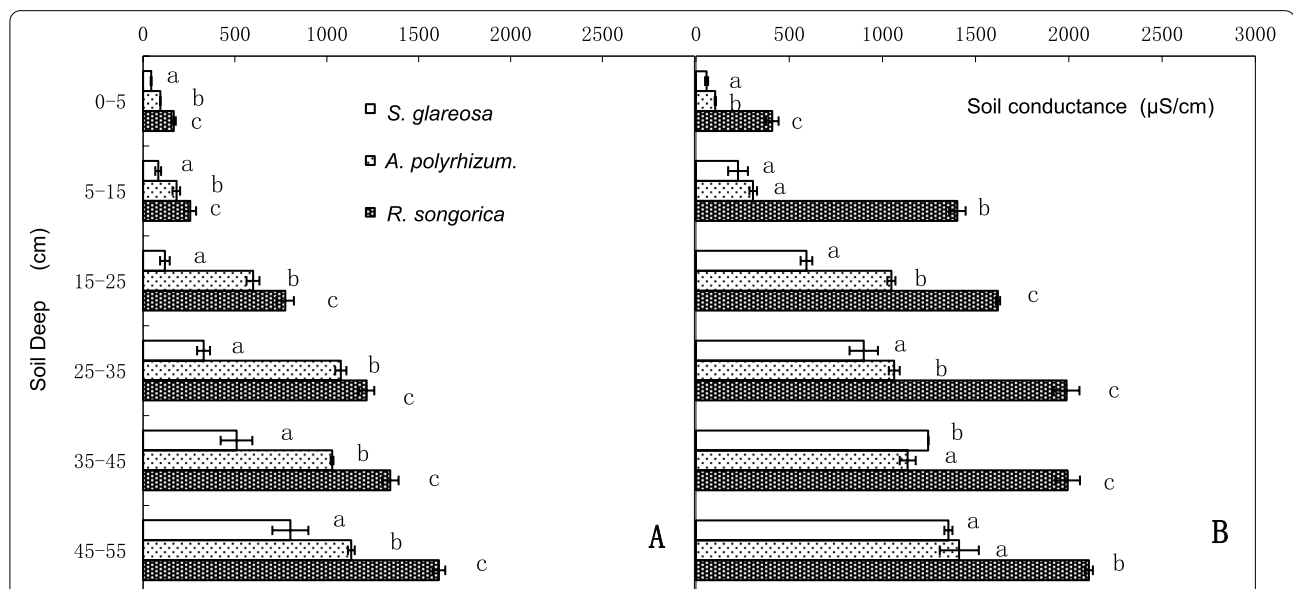 0 500 1000 1500 2000 2500 0 500 1000 1500 2000 2500 3000
Soil conductance (μS/cm)
S. glareosa
A. polyrhizum.
R. songorica
Soil Deep (cm)
0-5
a
b
c
a
b
c
5-15
a
b
c
a
a
b
15-25
a
b
c
a
b
c
25-35
a
b
c
a
b
c
35-45
a
b
c
b
a
c
45-55
a
b
c
a
a
b
A
B